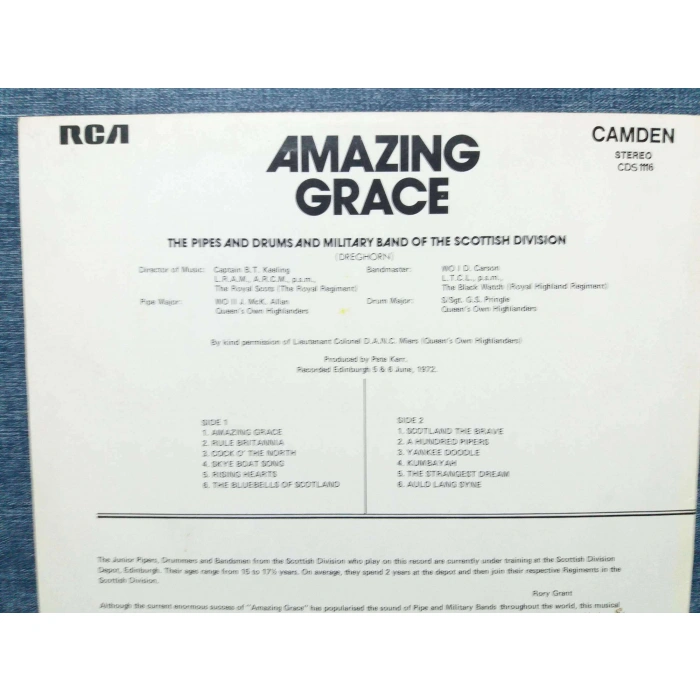 RCA
CAMDEN
STEREO
CDS 1116
AMAZING
GRACE
THE PIPES AND DRUMS AND MILITARY BAND OF THE SCOTTISH DIVISION
(DREGHORN)
Director of Music: Captain B.T. Keeling
L.R.A.M., A.R.C.M., p.s.m.,
The Royal Scots (The Royal Regiment)
Bandmaster: WO I D. Carson
L.T.C.L., p.s.m.,
The Black Watch (Royal Highland Regiment)
Pipe Major: WO II J. McK. Allan
Queen's Own Highlanders
Drum Major: S/Sgt. G.S. Pringle
Queen's Own Highlanders
By kind permission of Lieutenant Colonel D.A.N.C. Miers (Queen's Own Highlanders)
Produced by Pete Kerr.
Recorded Edinburgh 5 & 6 June, 1972.
SIDE 1
1. AMAZING GRACE
2. RULE BRITANNIA
3. COCK O' THE NORTH
4. SKYE BOAT SONG
5. RISING HEARTS
6. THE BLUEBELLS OF SCOTLAND
SIDE 2
1. SCOTLAND THE BRAVE
2. A HUNDRED PIPERS
3. YANKEE DOODLE
4. KUMBAYAH
5. THE STRANGEST DREAM
6. AULD LANG SYNE
The Junior Pipers, Drummers and Bandsmen from the Scottish Division who play on this record are currently under training at the Scottish Division
Depot, Edinburgh. Their ages range from 15 to 17½ years. On average, they spend 2 years at the depot and then join their respective Regiments in the
Scottish Division.
Rory Grant
Although the current enormous success of "Amazing Grace" has popularised the sound of Pipe and Military Bands throughout the world, this musical